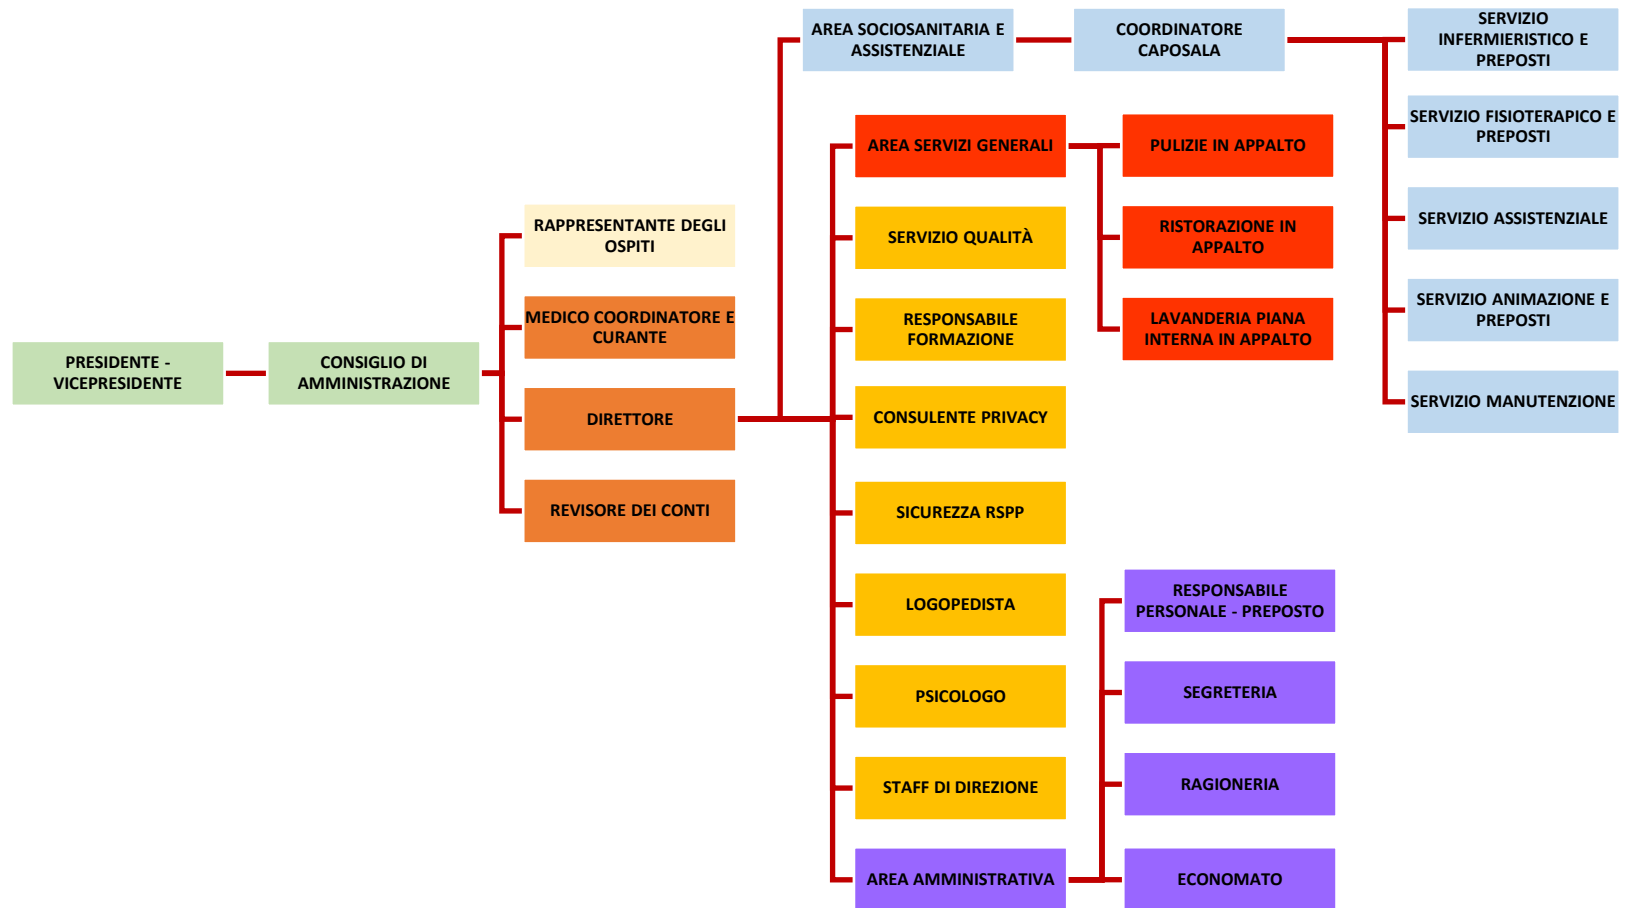 PRESIDENTE -
VICEPRESIDENTE
CONSIGLIO DI
AMMINISTRAZIONE
RAPPRESENTANTE DEGLI
OSPITI
MEDICO COORDINATORE E
CURANTE
DIRETTORE
REVISORE DEI CONTI
AREA SOCIOSANITARIA E
ASSISTENZIALE
COORDINATORE
CAPOSALA
SERVIZIO
INFERMIERISTICO E
PREPOSTI
SERVIZIO FISIOTERAPICO E
PREPOSTI
SERVIZIO ASSISTENZIALE
SERVIZIO ANIMAZIONE E
PREPOSTI
SERVIZIO MANUTENZIONE
AREA SERVIZI GENERALI
PULIZIE IN APPALTO
RISTORAZIONE IN
APPALTO
LAVANDERIA PIANA
INTERNA IN APPALTO
SERVIZIO QUALITÀ
RESPONSABILE
FORMAZIONE
CONSULENTE PRIVACY
SICUREZZA RSPP
LOGOPEDISTA
PSICOLOGO
STAFF DI DIREZIONE
AREA AMMINISTRATIVA
RESPONSABILE
PERSONALE - PREPOSTO
SEGRETERIA
RAGIONERIA
ECONOMATO